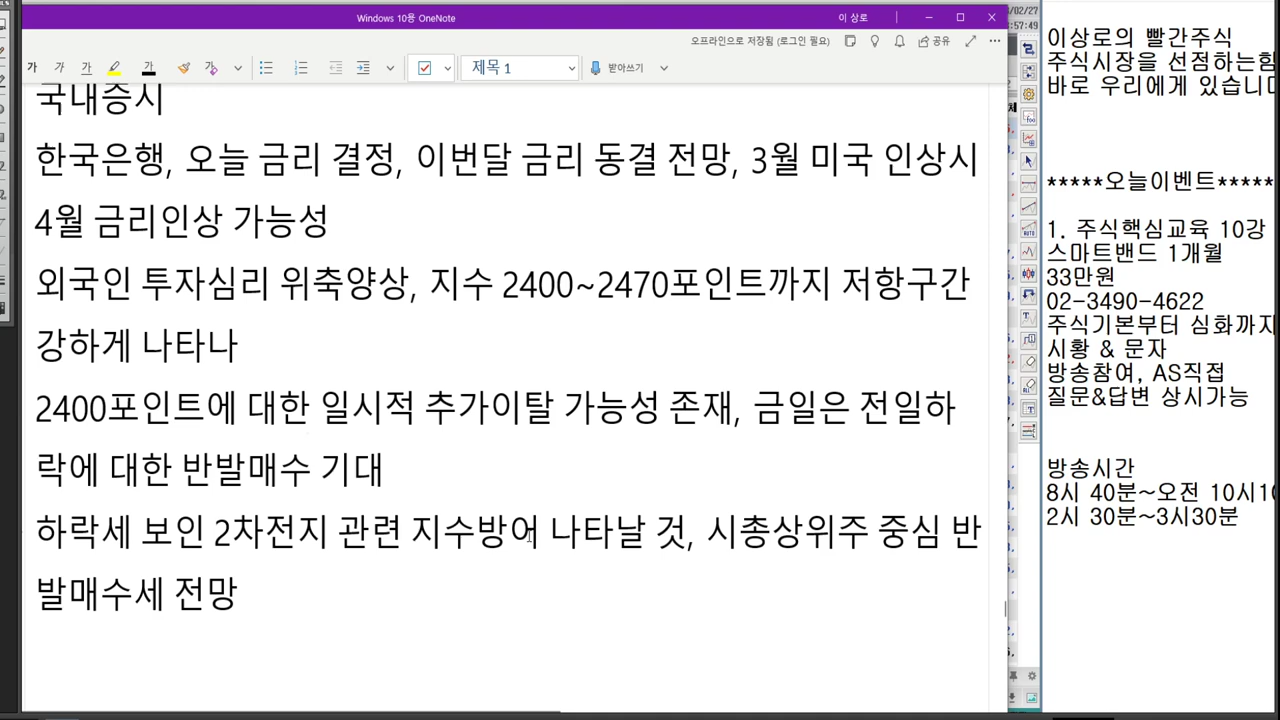 Windows 10용 OneNote
이 상로
오프라인으로 저장됨 (로그인 필요)
공유
가 가 가 가
제목 1
받아쓰기
국내증시
한국은행, 오늘 금리 결정, 이번달 금리 동결 전망, 3월 미국 인상시
4월 금리인상 가능성
외국인 투자심리 위축양상, 지수 2400~2470포인트까지 저항구간
강하게 나타나
2400포인트에 대한 일시적 추가이탈 가능성 존재, 금일은 전일하
락에 대한 반발매수 기대
하락세 보인 2차전지 관련 지수방어 나타날 것, 시총상위주 중심 반
발매수세 전망
/02/27
:57:49
이상로의 빨간주식
주식시장을 선점하는힘
바로 우리에게 있습니다
*****오늘이벤트*****
1. 주식핵심교육 10강
스마트밴드 1개월
33만원
02-3490-4622
주식기본부터 심화까지
시황 & 문자
방송참여, AS직접
질문&답변 상시가능
방송시간
8시 40분~오전 10시10
2시 30분~3시30분